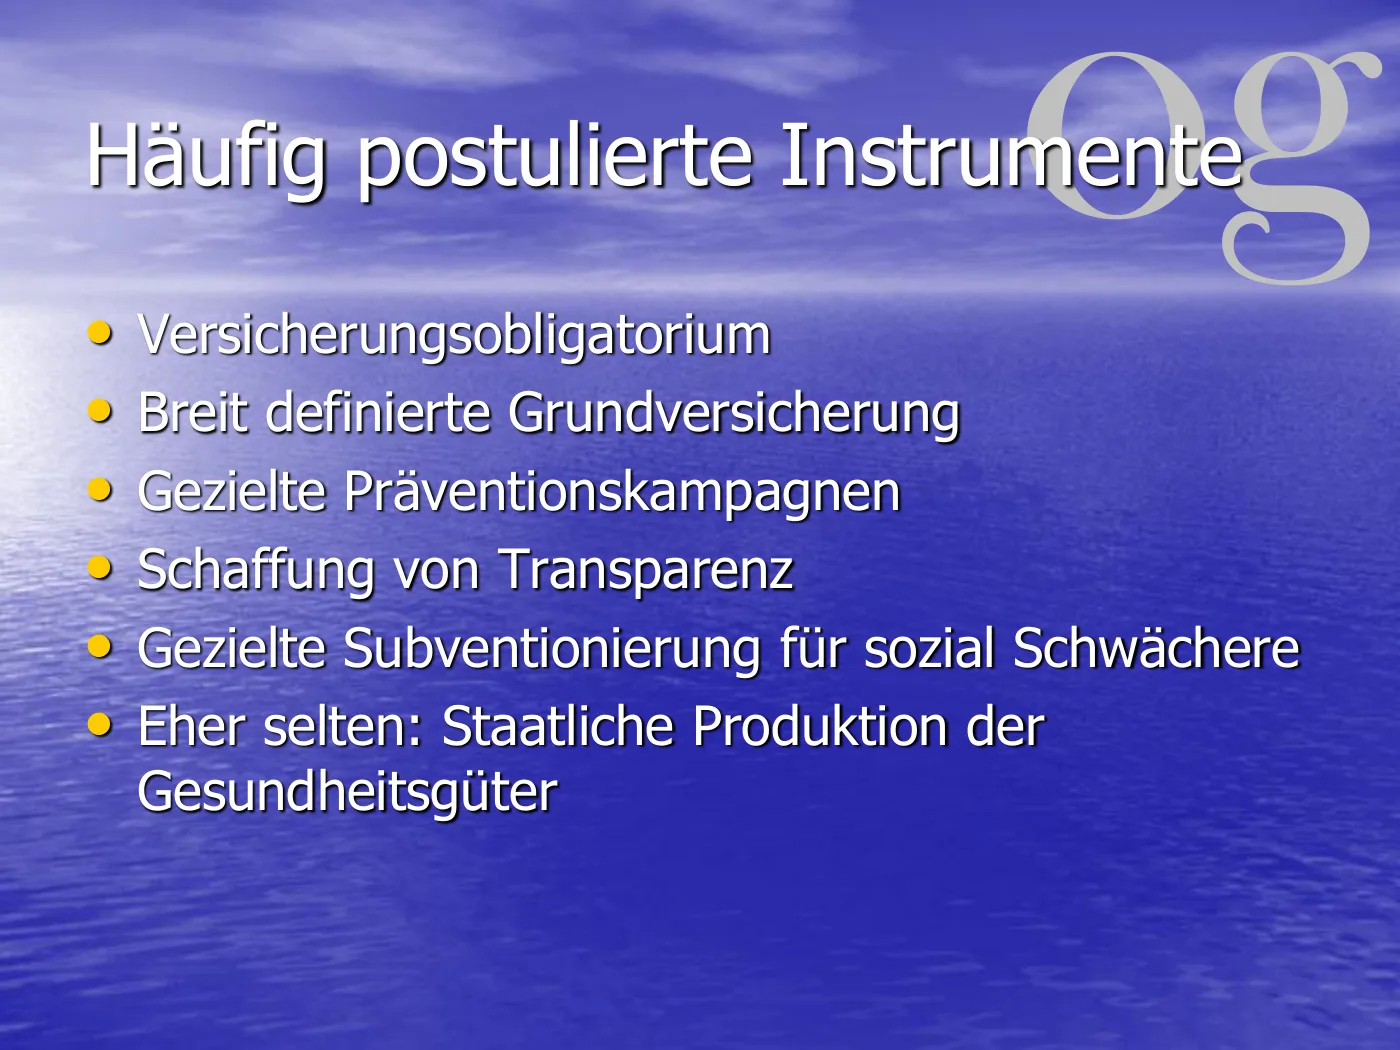 og
Häufig postulierte Instrumente
• Versicherungsobligatorium
• Breit definierte Grundversicherung
• Gezielte Präventionskampagnen
• Schaffung von Transparenz
• Gezielte Subventionierung für sozial Schwächere
• Eher selten: Staatliche Produktion der
Gesundheitsgüter